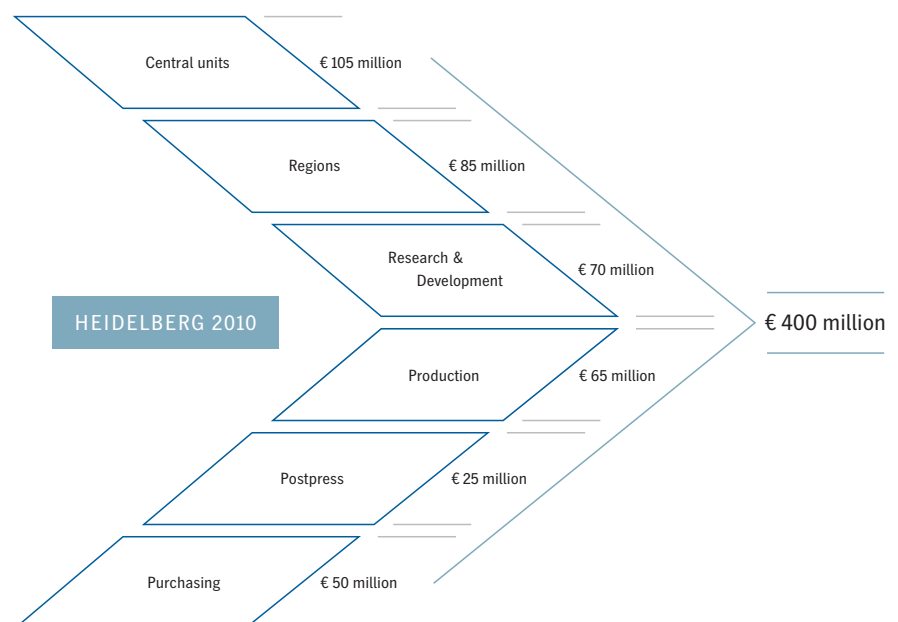 Central units
€ 105 million
Regions
€ 85 million
Research &
Development
€ 70 million
HEIDELBERG 2010
€ 400 million
Production
€ 65 million
Postpress
€ 25 million
Purchasing
€ 50 million